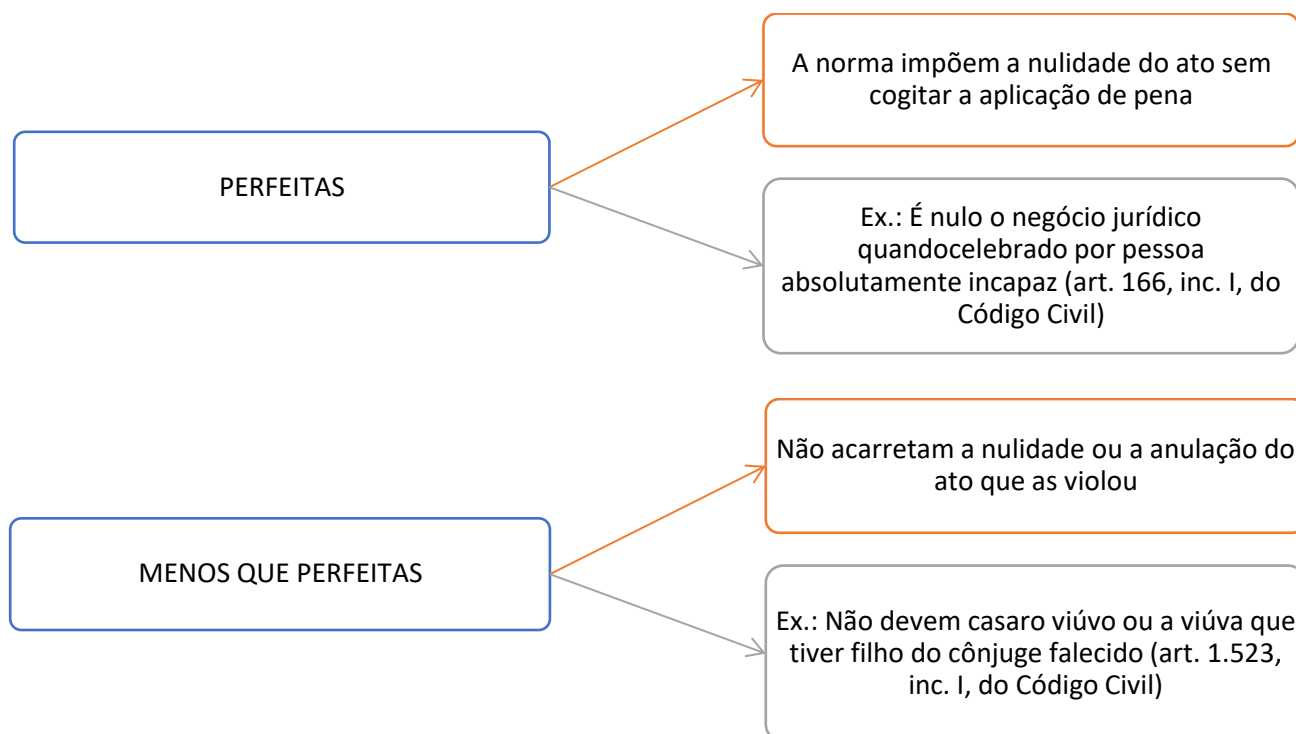 A norma impõem a nulidade do ato sem
cogitar a aplicação de pena
PERFEITAS
Ex.: É nulo o negócio jurídico
quandocelebrado por pessoa
absolutamente incapaz (art. 166, inc. I, do
Código Civil)
Não acarretam a nulidade ou a anulação do
ato que as violou
MENOS QUE PERFEITAS
Ex.: Não devem casaro viúvo ou a viúva que
tiver filho do cônjuge falecido (art. 1.523,
inc. I, do Código Civil)